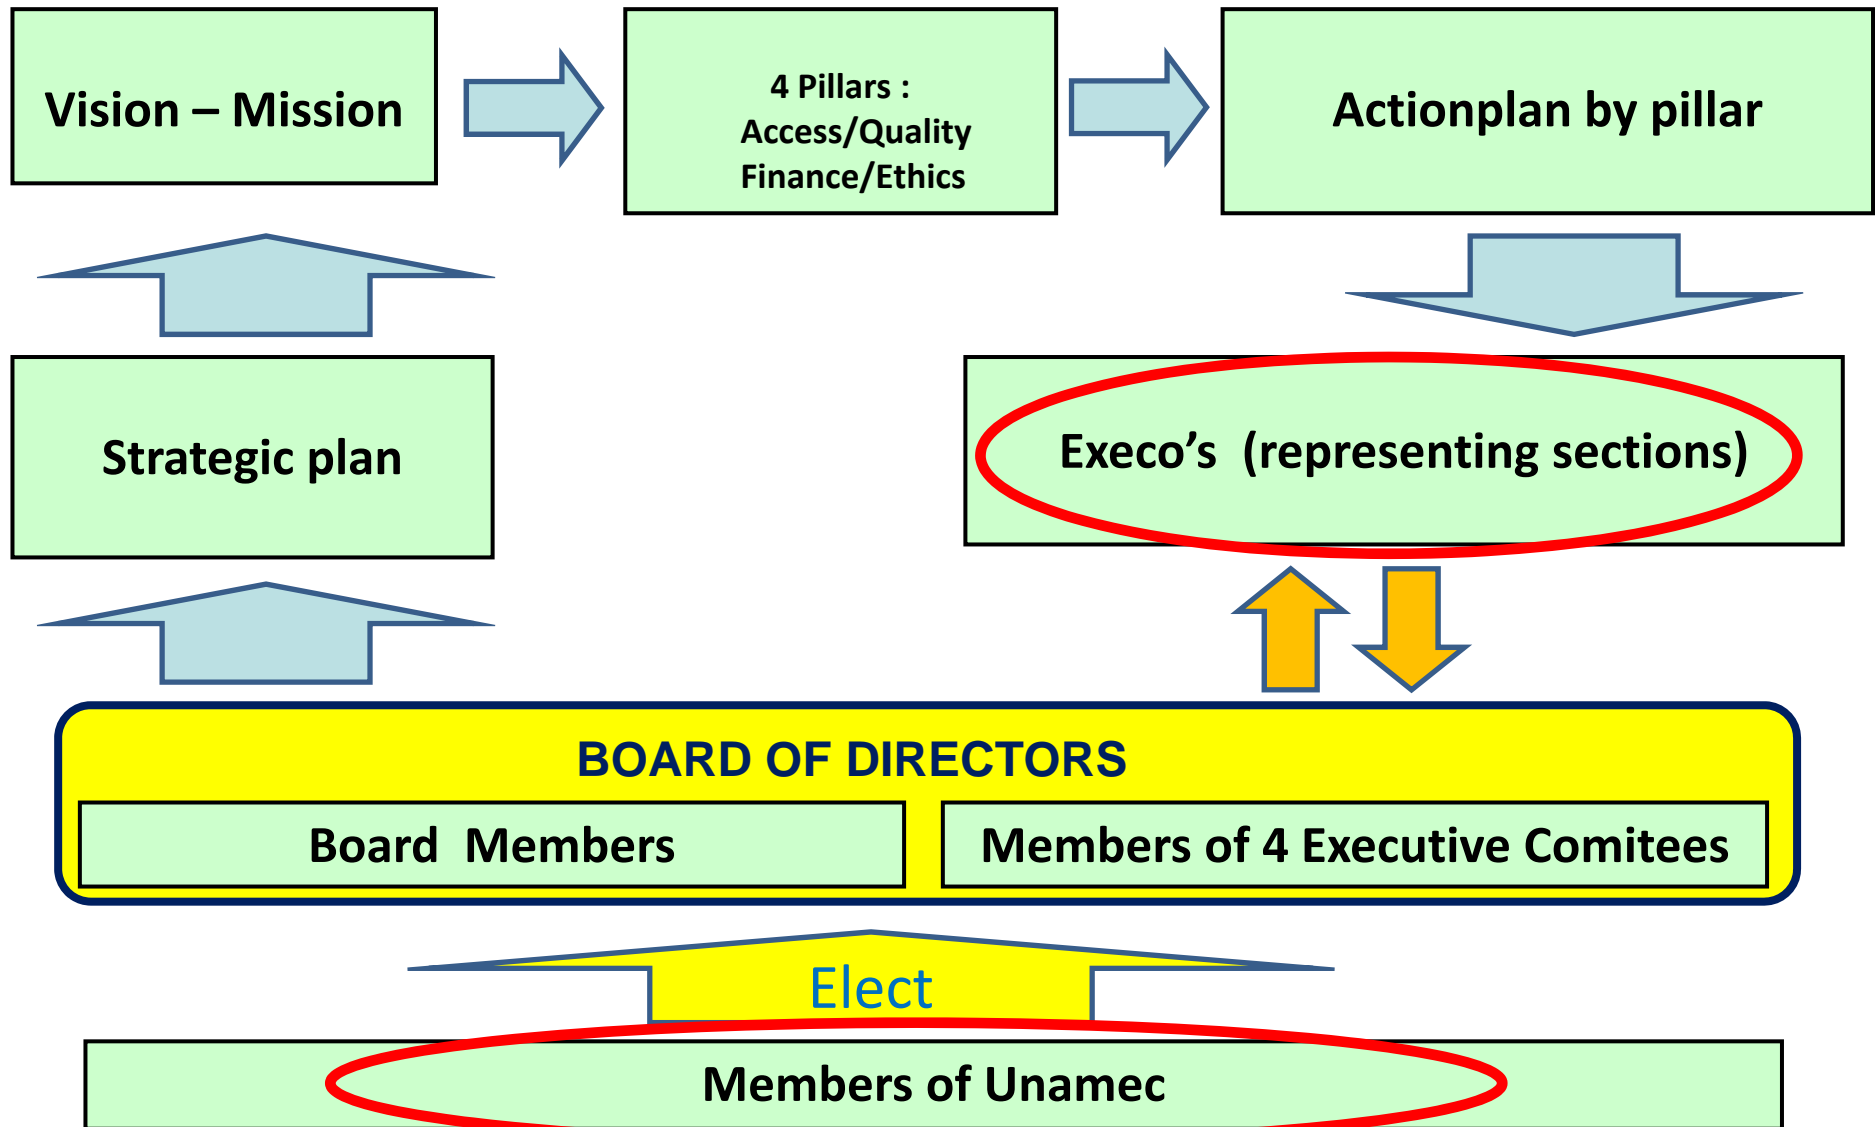 Vision – Mission
4 Pillars :
Access/Quality
Finance/Ethics
Actionplan by pillar
Strategic plan
Execo’s  (representing sections)
BOARD OF DIRECTORS
Board  Members
Members of 4 Executive Comitees
Elect
Members of Unamec